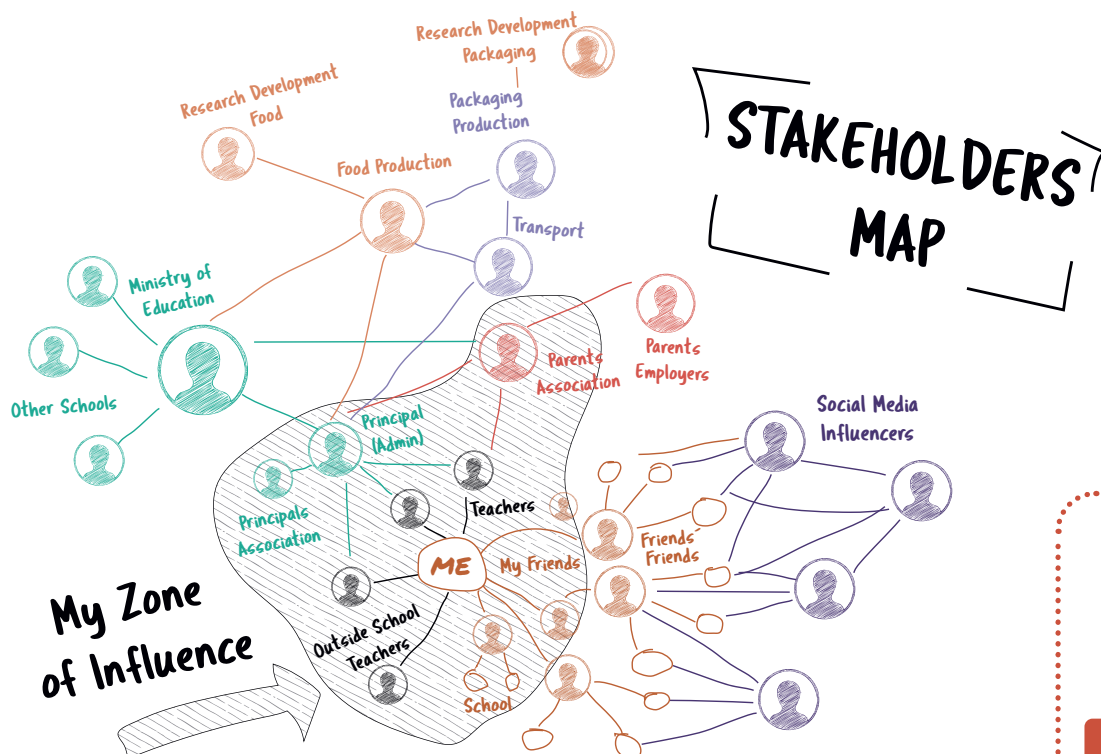 Research Development
Packaging
Research Development
Food
Packaging
Production
Food Production
STAKEHOLDERS
MAP
Transport
Ministry of
Education
Parents
Association
Parents
Employers
Other Schools
Principal
(Admin)
Social Media
Influencers
Teachers
Principals
Association
Friends'
Friends
My Friends
ME
My Zone
of Influence
Outside School
Teachers
School